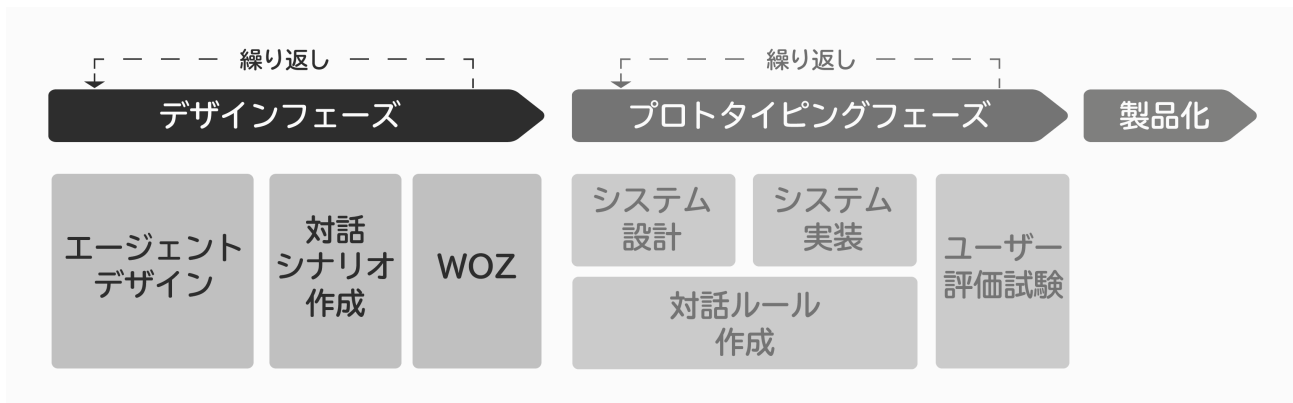 繰り返し
デザインフェーズ
エージェント
デザイン
対話
シナリオ
作成
WOZ
繰り返し
プロトタイピングフェーズ
システム
設計
システム
実装
対話ルール
作成
ユーザー
評価試験
製品化